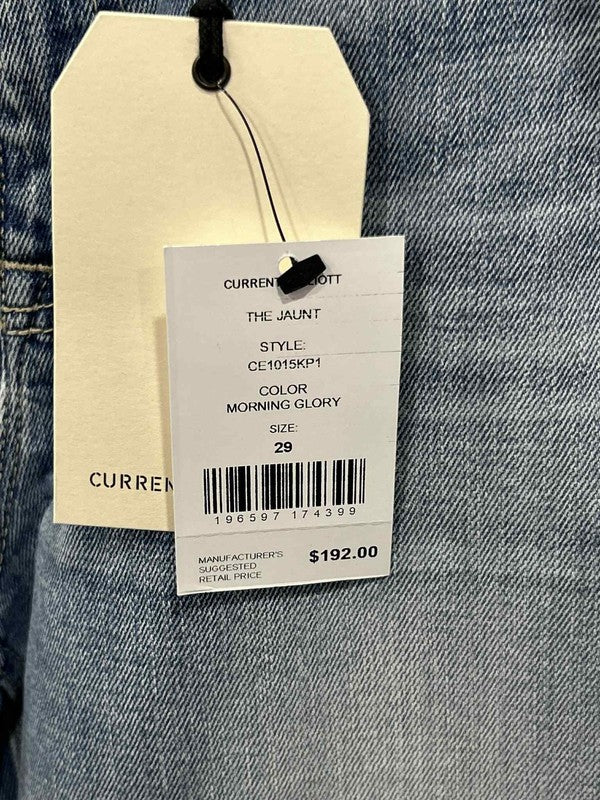 CURRENT
IOTT
THE JAUNT
STYLE:
CE1015KP1
COLOR
MORNING GLORY
SIZE:
29
196597 174399
MANUFACTURER'S
SUGGESTED
RETAIL PRICE
$192.00
CURREN